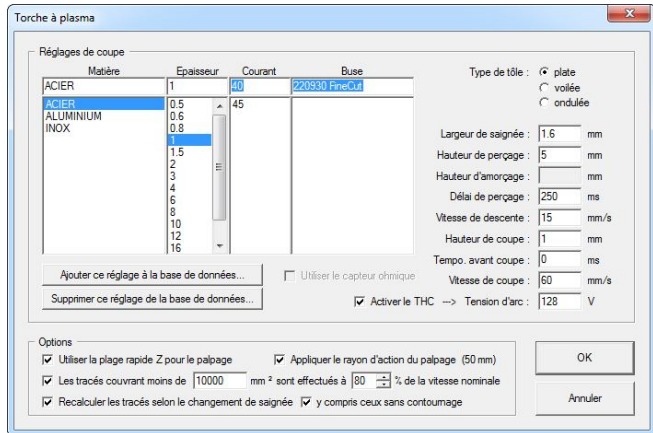 Torche à plasma
Réglages de coupe
Matière Epaisseur Courant Buse
ACIER 1 40 220930 FineCut
ACIER 0.5 45
ALUMINIUM 0.6
INOX 0.8
1
1.5
2
3
4
6
8
10
12
16
Type de tôle : plate
voilée
ondulée
Largeur de saignée : 1.6 mm
Hauteur de perçage : 5 mm
Hauteur d'amorçage : mm
Délai de perçage : 250 ms
Vitesse de descente : 15 mm/s
Hauteur de coupe : 1 mm
Tempo. avant coupe : 0 ms
Vitesse de coupe : 60 mm/s
Ajouter ce réglage à la base de données...
Utiliser le capteur ohmique
Supprimer ce réglage de la base de données...
Activer le THC ---> Tension d'arc : 128 V
Options
Utiliser la plage rapide Z pour le palpage Appliquer le rayon d'action du palpage (50 mm)
Les tracés couvrant moins de 10000 mm ² sont effectués à 80 % de la vitesse nominale
Recalculer les tracés selon le changement de saignée y compris ceux sans contournage
OK
Annuler